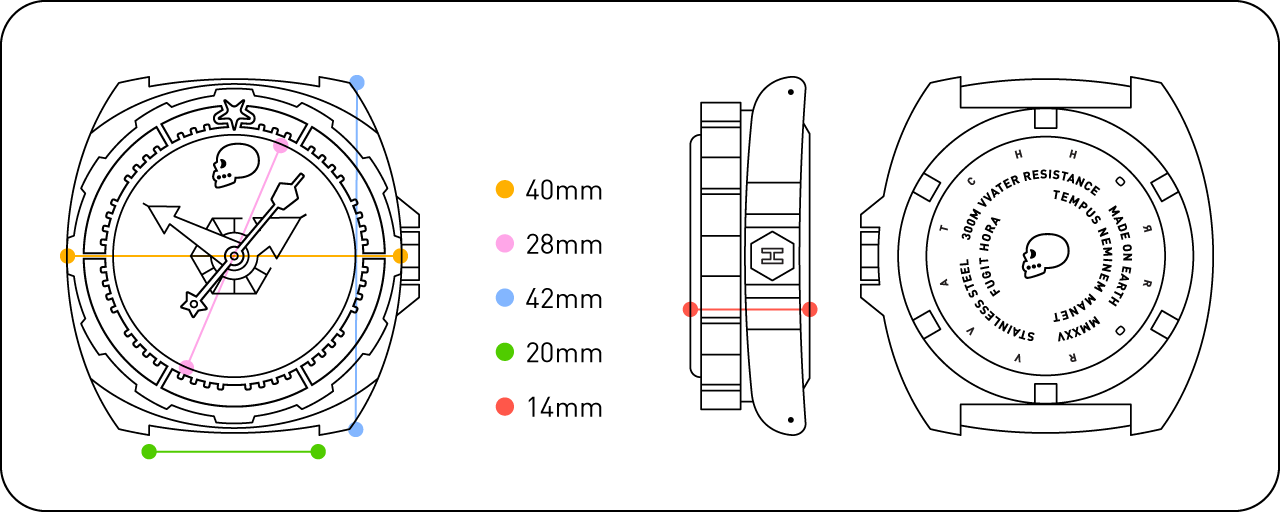 40mm
28mm
42mm
20mm
14mm
H
H O Я R O R V V A T C H
STAINLESS STEEL 300M VVATER RESISTANCE MADE ON EARTH MMXXV
FUGIT HORA TEMPUS NEMINEM MANET